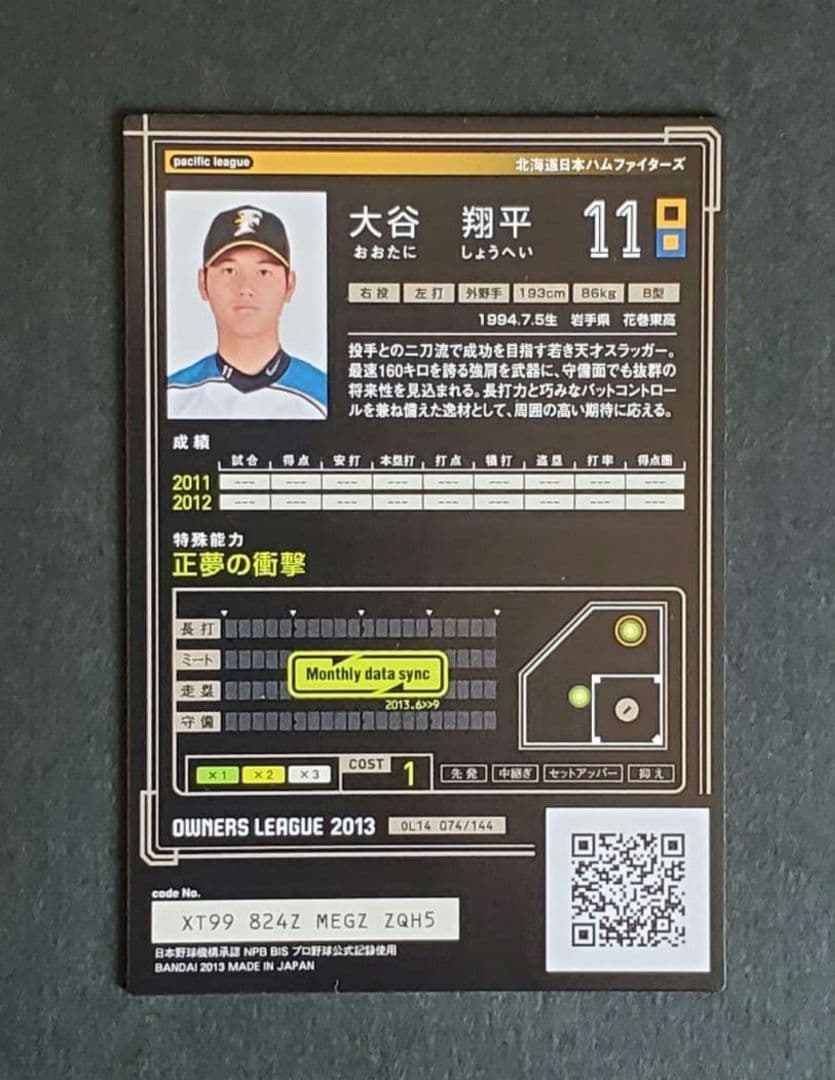 pacific league 北海道日本ハムファイターズ
大谷 翔平 11
おおたに しょうへい
右投 左打 外野手 193cm 86kg B型
1994.7.5生 岩手県 花巻東高
投手との二刀流で成功を目指す若き天才スラッガー。
最速160キロを誇る強肩を武器に、守備面でも抜群の
将来性を見込まれる。長打力と巧みなバットコントロー
ルを兼ね備えた逸材として、周囲の高い期待に応える。
成績
試合 得点 安打 本塁打 打点 犠打 盗塁 打率 得点圏
2011 --- --- --- --- --- --- --- --- ---
2012 --- --- --- --- --- --- --- --- ---
特殊能力
正夢の衝撃
長打
ミート
走塁
守備
Monthly data sync
2013.6>>9
×1 ×2 ×3 COST 1 先発 中継ぎ セットアッパー 抑え
OWNERS LEAGUE 2013 OL14 074/144
code No.
XT99 824Z MEGZ ZQH5
日本野球機構承認 NPB BIS プロ野球公式記録使用
BANDAI 2013 MADE IN JAPAN